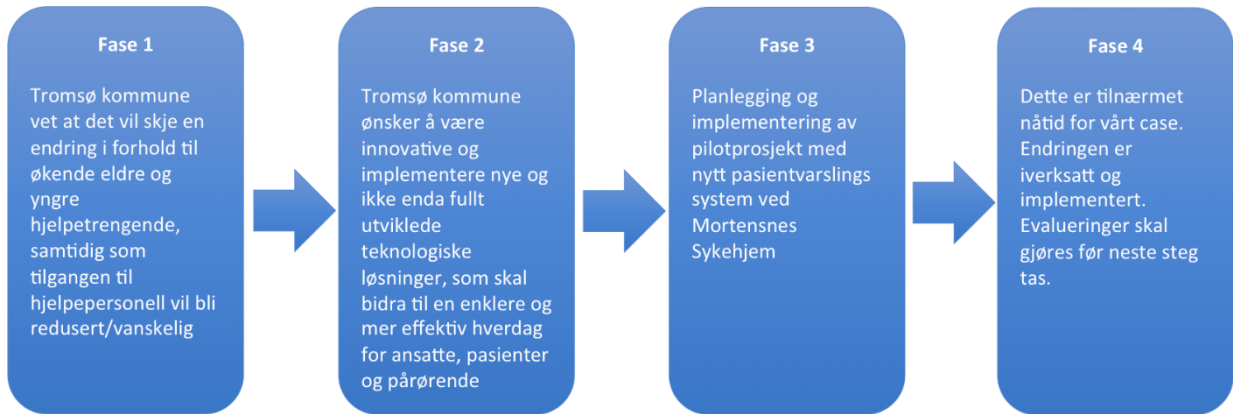 Fase 1
Tromsø kommune
vet at det vil skje en
endring i forhold til
økende eldre og
yngre
hjelpetrengende,
samtidig som
tilgangen til
hjelpepersonell vil bli
redusert/vanskelig
Fase 2
Tromsø kommune
ønsker å være
innovative og
implementere nye og
ikke enda fullt
utviklede
teknologiske
løsninger, som skal
bidra til en enklere og
mer effektiv hverdag
for ansatte, pasienter
og pårørende
Fase 3
Planlegging og
implementering av
pilotprosjekt med
nytt pasientvarslings
system ved
Mortensnes
Sykehjem
Fase 4
Dette er tilnærmet
nåtid for vårt case.
Endringen er
iverksatt og
implementert.
Evalueringer skal
gjøres før neste steg
tas.